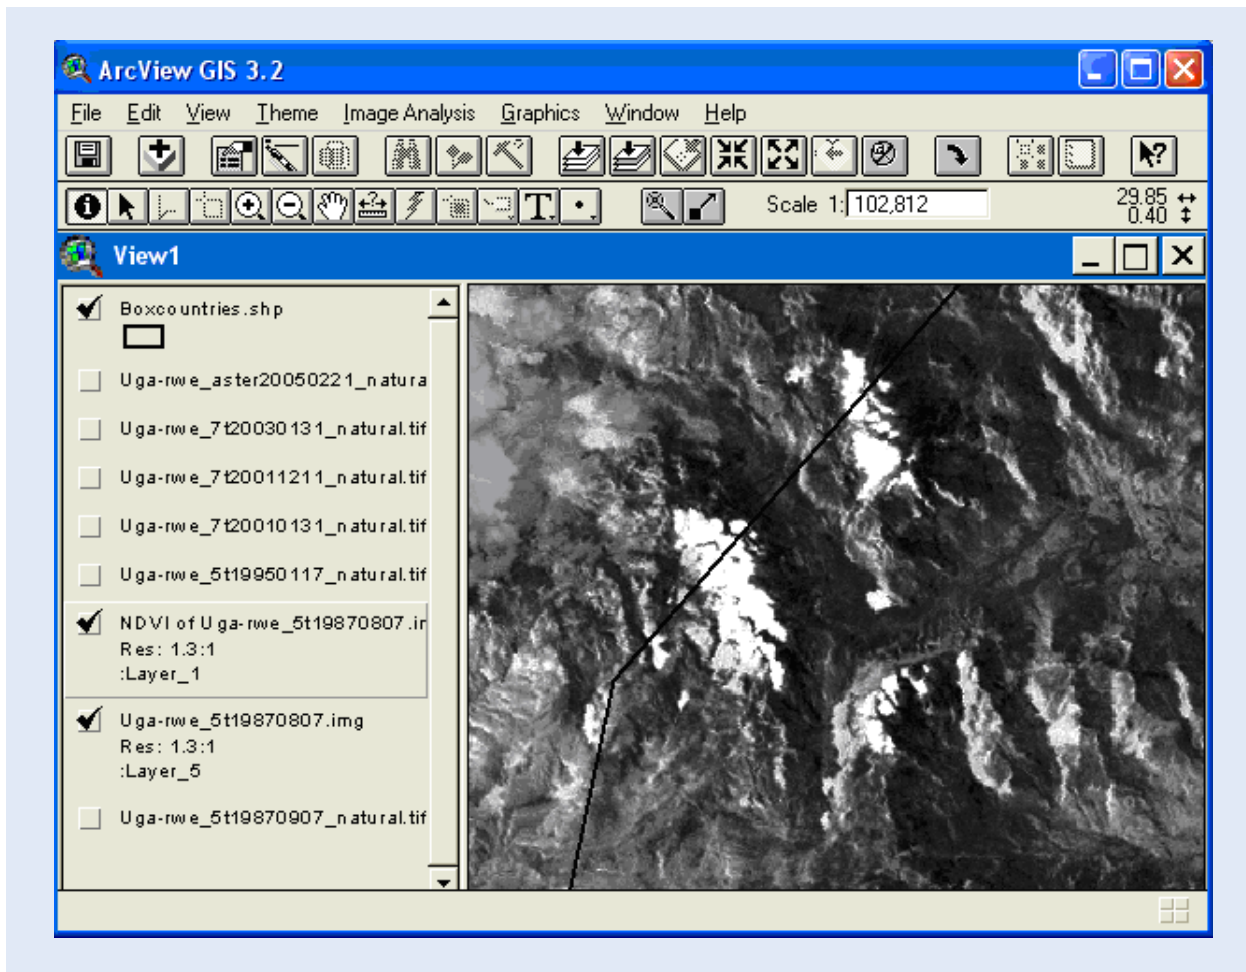 ArcView GIS 3.2
File Edit View Theme Image Analysis Graphics Window Help
Scale 1: 102,812
29.85
0.40
View1
Boxcountries.shp
Uga-rwe_aster20050221_natura
Uga-rwe_7t20030131_natural.tif
Uga-rwe_7t20011211_natural.tif
Uga-rwe_7t20010131_natural.tif
Uga-rwe_5t19950117_natural.tif
NDVI of Uga-rwe_5t19870807.ir
Res: 1.3:1
:Layer_1
Uga-rwe_5t19870807.img
Res: 1.3:1
:Layer_5
Uga-rwe_5t19870907_natural.tif